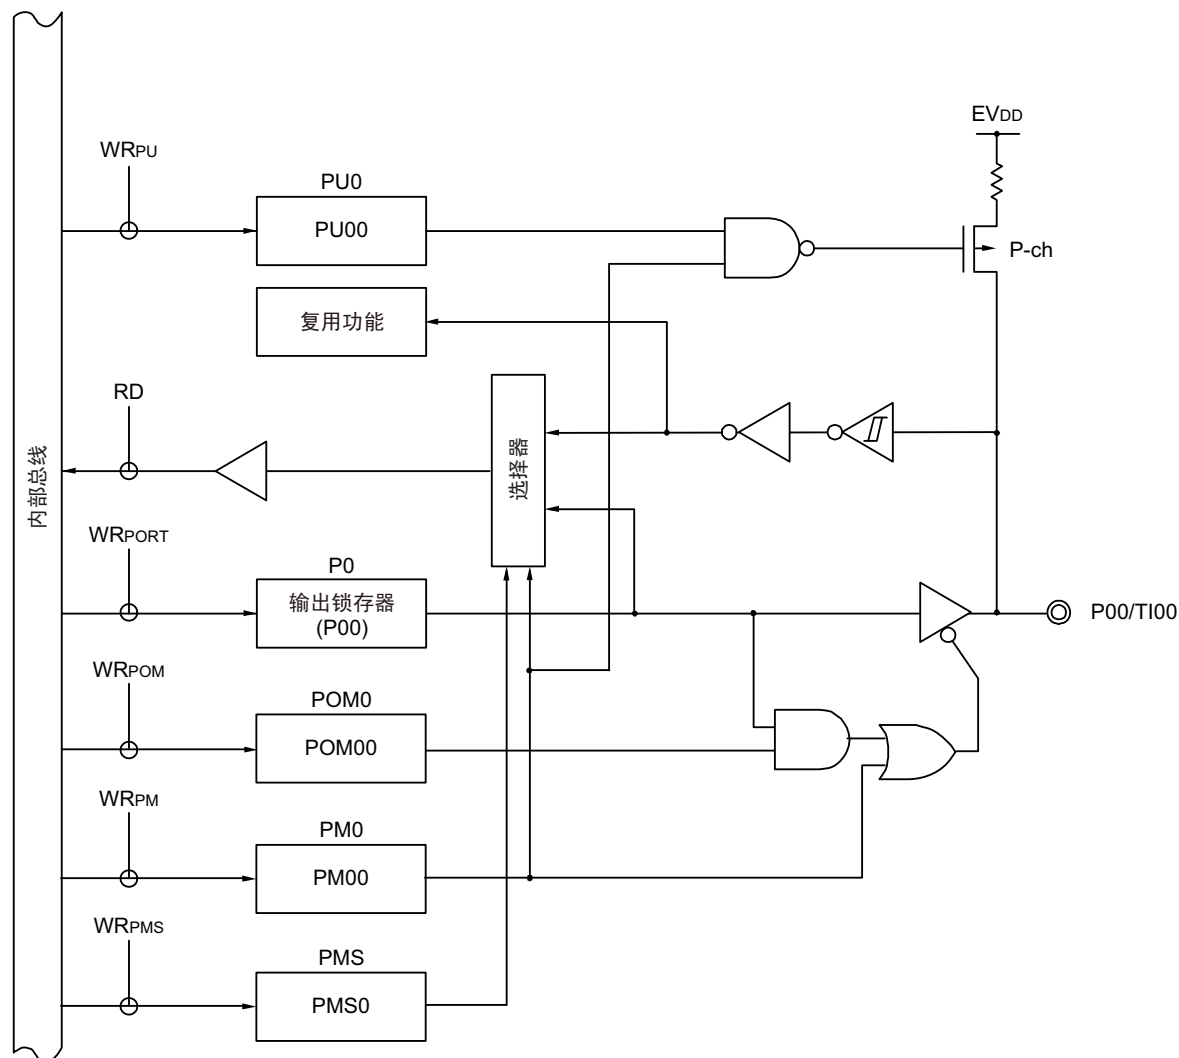 EVDD
WRPU
PU0
PU00
P-ch
复用功能
RD
选择器
内部总线
WRPORT
P0
输出锁存器
(P00)
P00/TI00
WRPOM
POM0
POM00
WRPM
PM0
PM00
WRPMS
PMS
PMS0